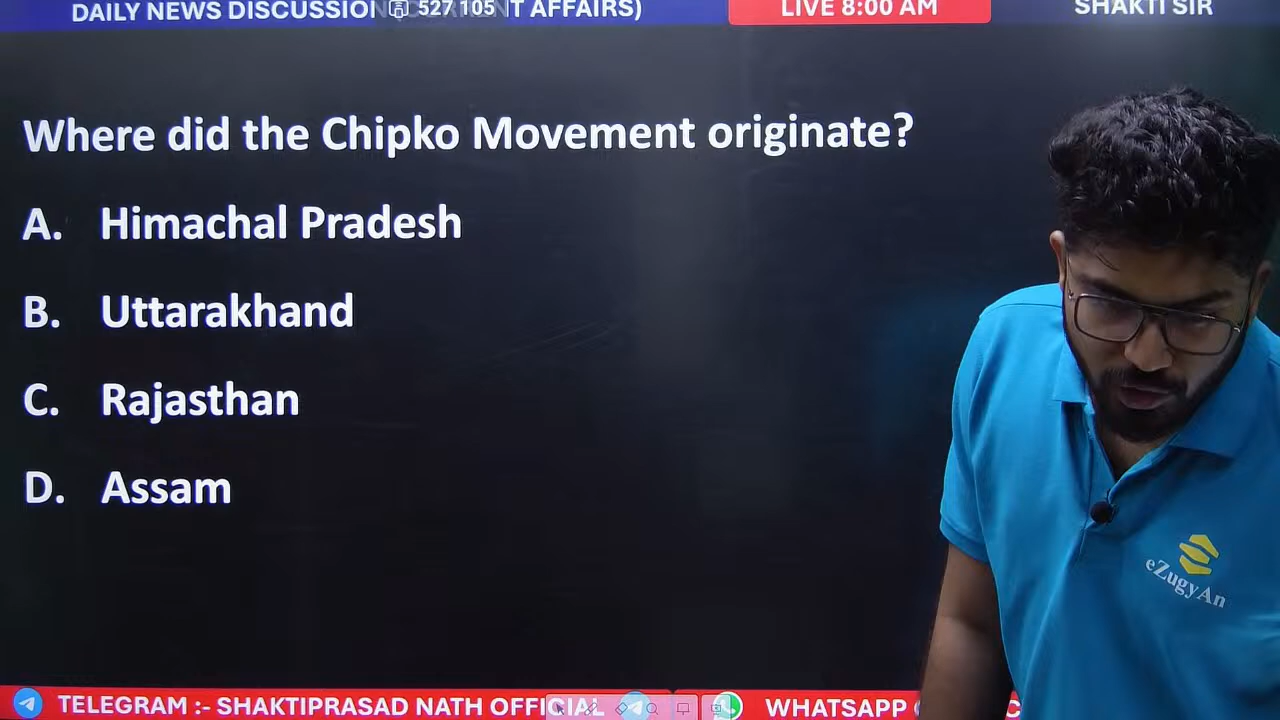 DAILY NEWS DISCUSSION 527 105 T AFFAIRS)
LIVE 8:00 AM
SHAKTI SIR
Where did the Chipko Movement originate?
A. Himachal Pradesh
B. Uttarakhand
C. Rajasthan
D. Assam
eZugyAn
TELEGRAM :- SHAKTIPRASAD NATH OFFICIAL
WHATSAPP